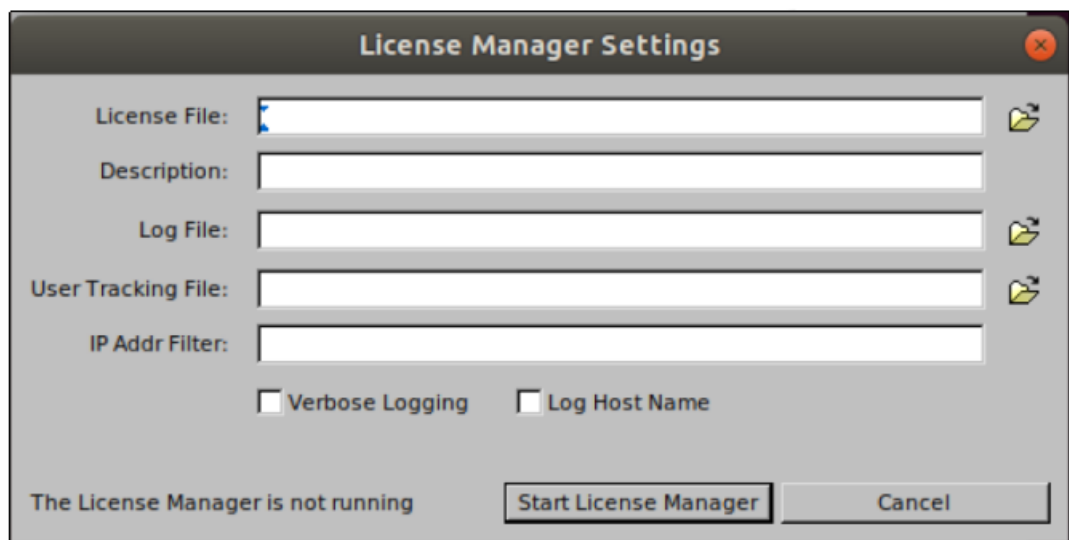 License Manager Settings
License File:
Description:
Log File:
User Tracking File:
IP Addr Filter:
Verbose Logging Log Host Name
The License Manager is not running Start License Manager Cancel